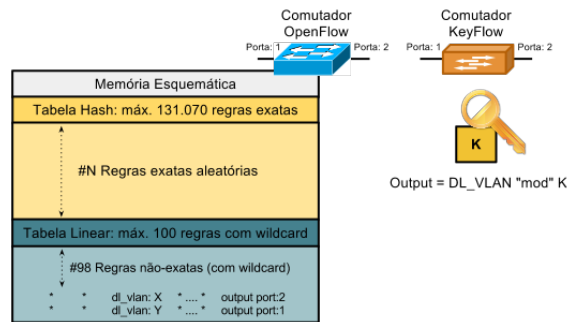 Comutador
OpenFlow
Porta: 1
Porta: 2
Comutador
KeyFlow
Porta: 1
Porta: 2
Memória Esquemática
Tabela Hash: máx. 131.070 regras exatas
#N Regras exatas aleatórias
Tabela Linear: máx. 100 regras com wildcard
#98 Regras não-exatas (com wildcard)
* * dl_vlan: X * .... * output port:2
* * dl_vlan: Y * .... * output port:1
K
Output = DL_VLAN "mod" K